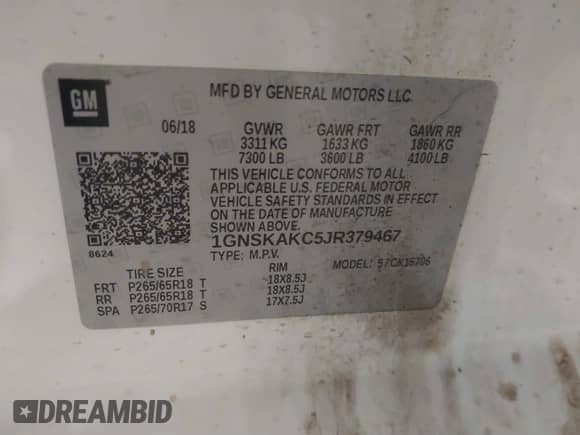 GM
MFD BY GENERAL MOTORS LLC
06/18 GVWR GAWR FRT GAWR RR
3311 KG 1633 KG 1860 KG
7300 LB 3600 LB 4100 LB
THIS VEHICLE CONFORMS TO ALL
APPLICABLE U.S. FEDERAL MOTOR
VEHICLE SAFETY STANDARDS IN EFFECT
ON THE DATE OF MANUFACTURE
SHOWN ABOVE.
1GNSKAKC5JR379467
TYPE: M.P.V. MODEL:
8624
TIRE SIZE RIM
FRT P265/65R18 T 18X8.5J
RR P265/65R18 T 18X8.5J
SPA P265/70R17 S 17X7.5J
DREAMBID